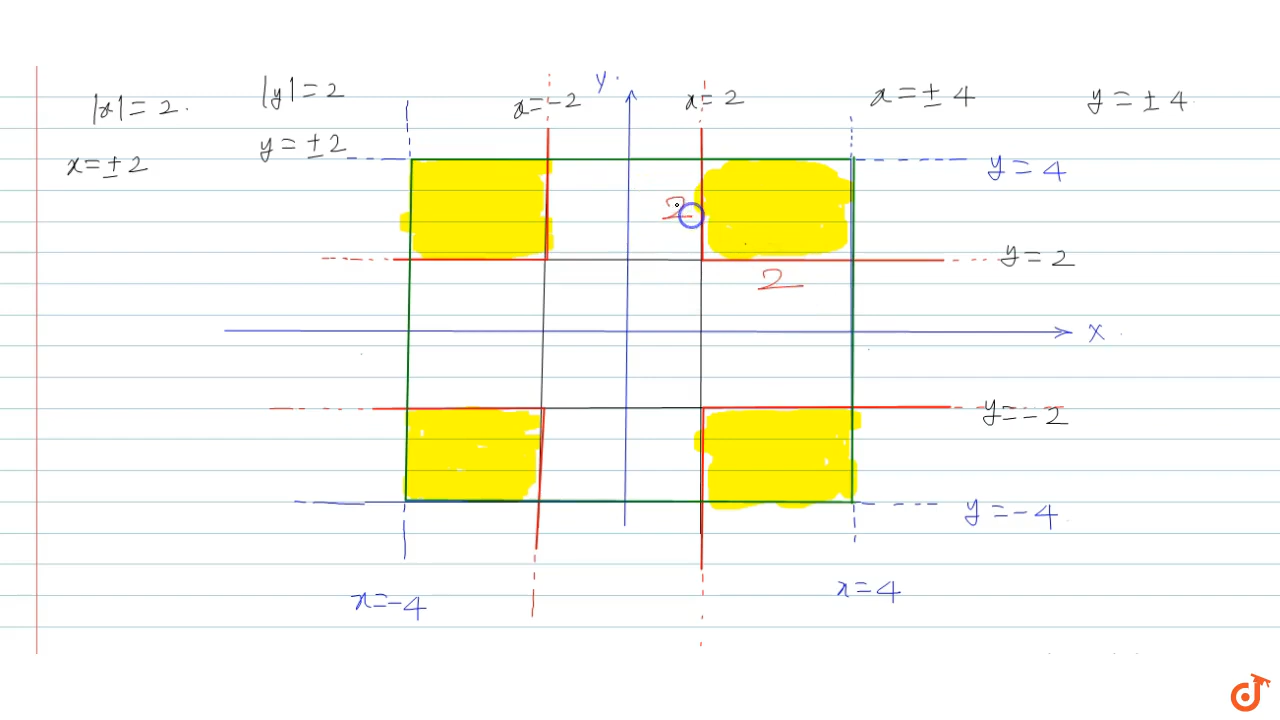 |x| = 2.
|y| = 2
x = ± 2
y = ± 2
x = -2
y.
x = 2
x = ± 4
y = ± 4
y = 4
2
y = 2
2
x
y = -2
y = -4
x = -4
x = 4